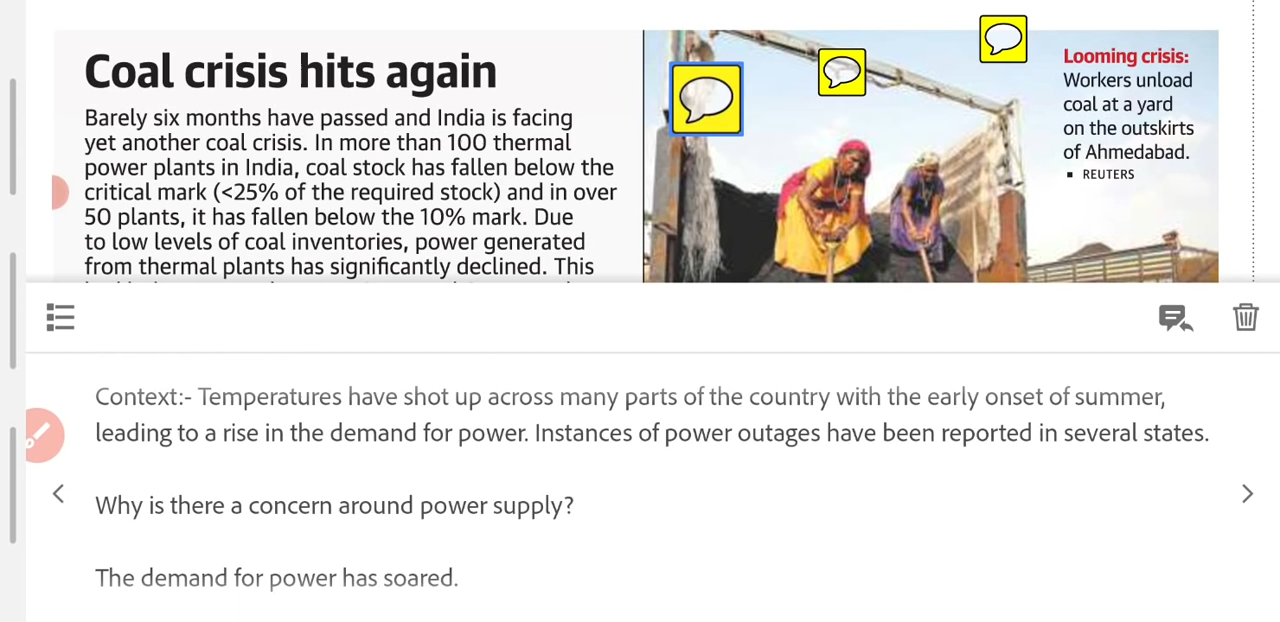 Coal crisis hits again
Barely six months have passed and India is facing
yet another coal crisis. In more than 100 thermal
power plants in India, coal stock has fallen below the
critical mark (<25% of the required stock) and in over
50 plants, it has fallen below the 10% mark. Due
to low levels of coal inventories, power generated
from thermal plants has significantly declined. This
Looming crisis:
Workers unload
coal at a yard
on the outskirts
of Ahmedabad.
▪ REUTERS
Context:- Temperatures have shot up across many parts of the country with the early onset of summer,
leading to a rise in the demand for power. Instances of power outages have been reported in several states.
Why is there a concern around power supply?
The demand for power has soared.